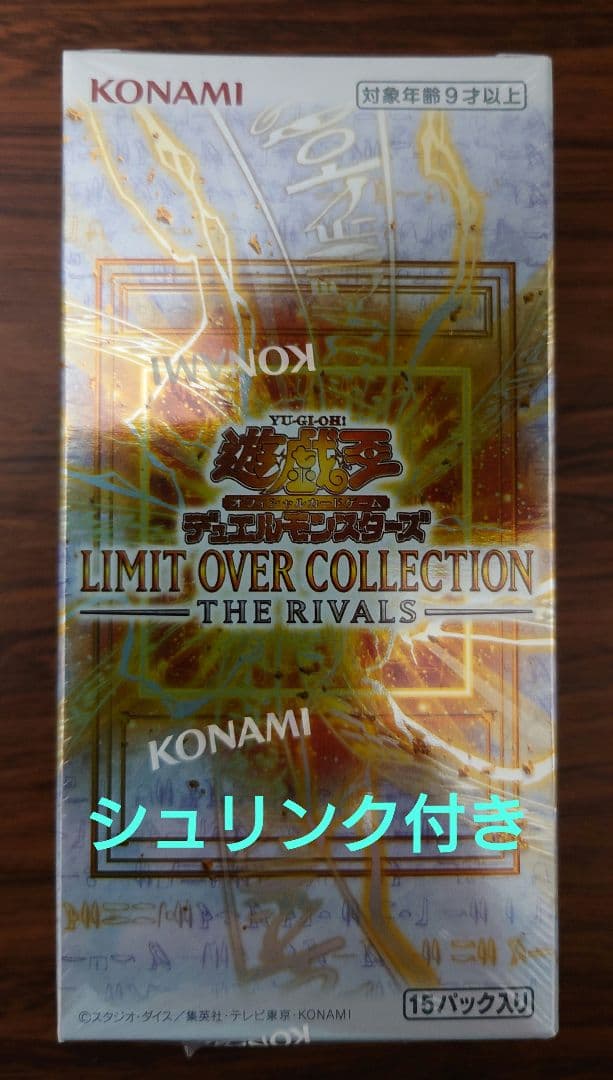 KONAMI
対象年齢9才以上
KONAMI
YU-GI-OH!
遊戯王
オフィシャルカードゲーム
デュエルモンスターズ
LIMIT OVER COLLECTION
THE RIVALS
KONAMI
シュリンク付き
15パック入り
©スタジオ・ダイス/集英社・テレビ東京・KONAMI
KONAMI